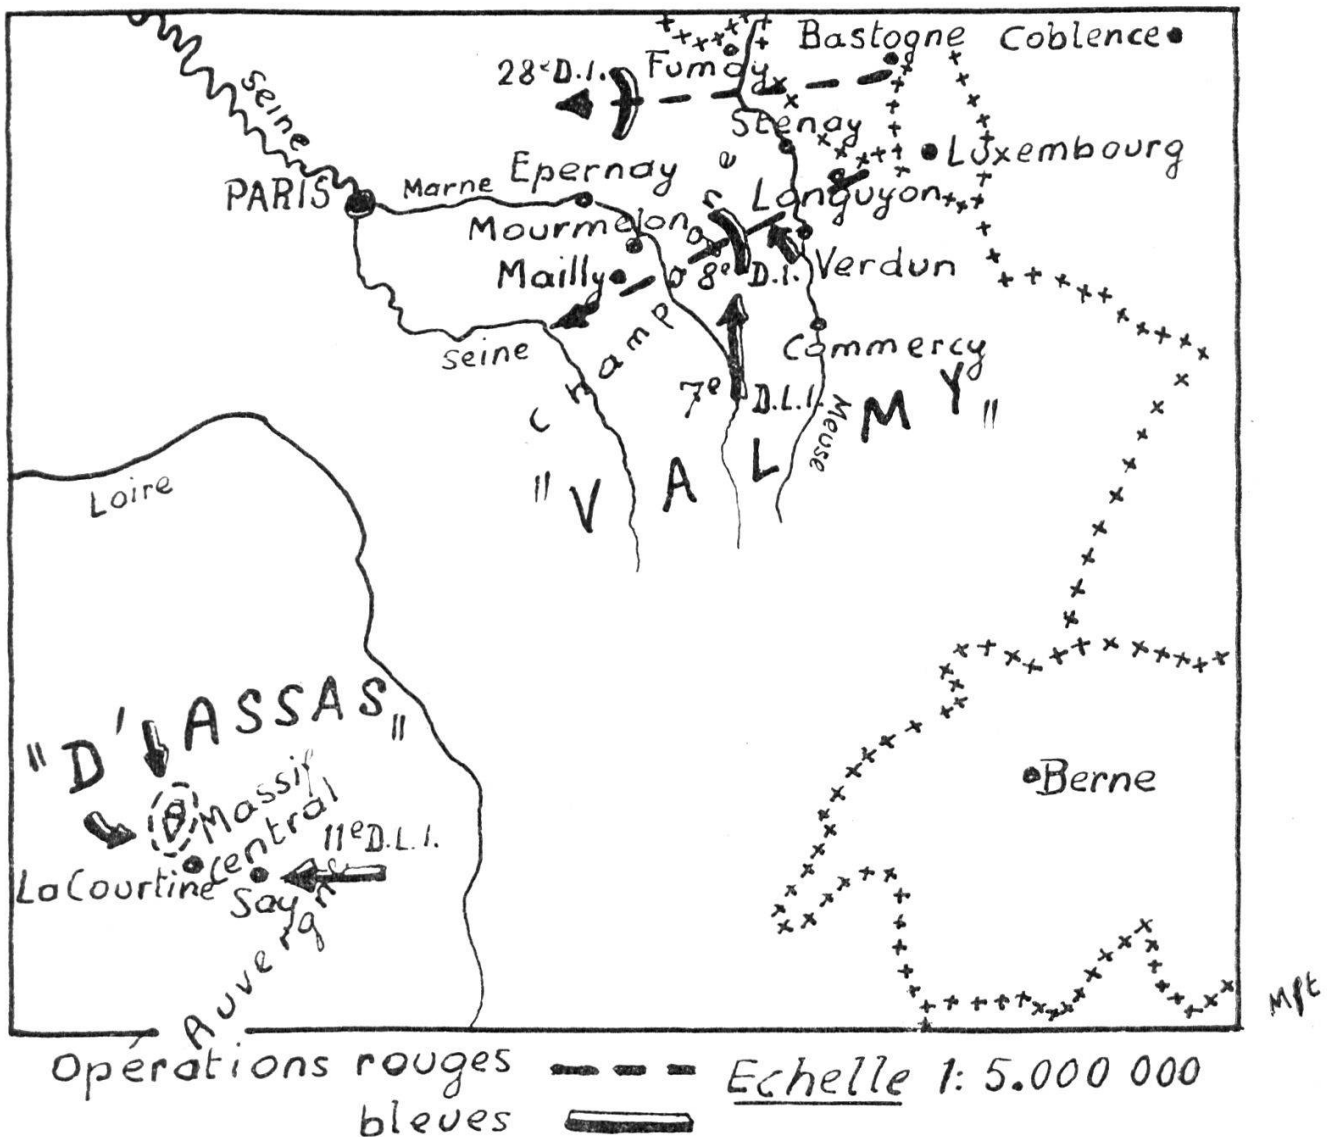 Seine
28e D.I.
Fumay
Bastogne
Coblence
Stenay
Luxembourg
PARIS
Marne
Epernay
Longuyon
Mourmelon
Mailly
8e D.I.
Verdun
Champagne
Seine
Commercy
7e D.L.I.
Meuse
"VALMY"
Loire
"D'ASSAS"
B
Massif
central
11e D.L.I.
La Courtine
Say
Auvergne
Berne
Mft
Opérations rouges
bleues
Echelle 1: 5.000 000